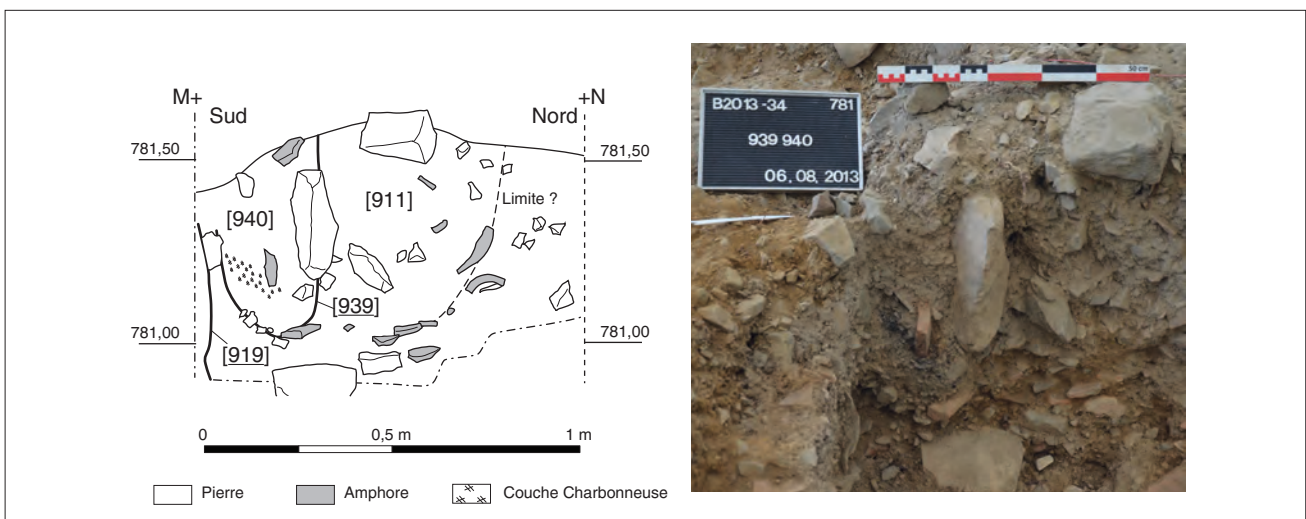 M+
Sud
+N
Nord
781,50
781,50
[940]
[911]
Limite ?
[939]
781,00
781,00
[919]
0
0,5 m
1 m
Pierre
Amphore
Couche Charbonneuse
50 cm
B2013-34 781
939 940
06.08.2013